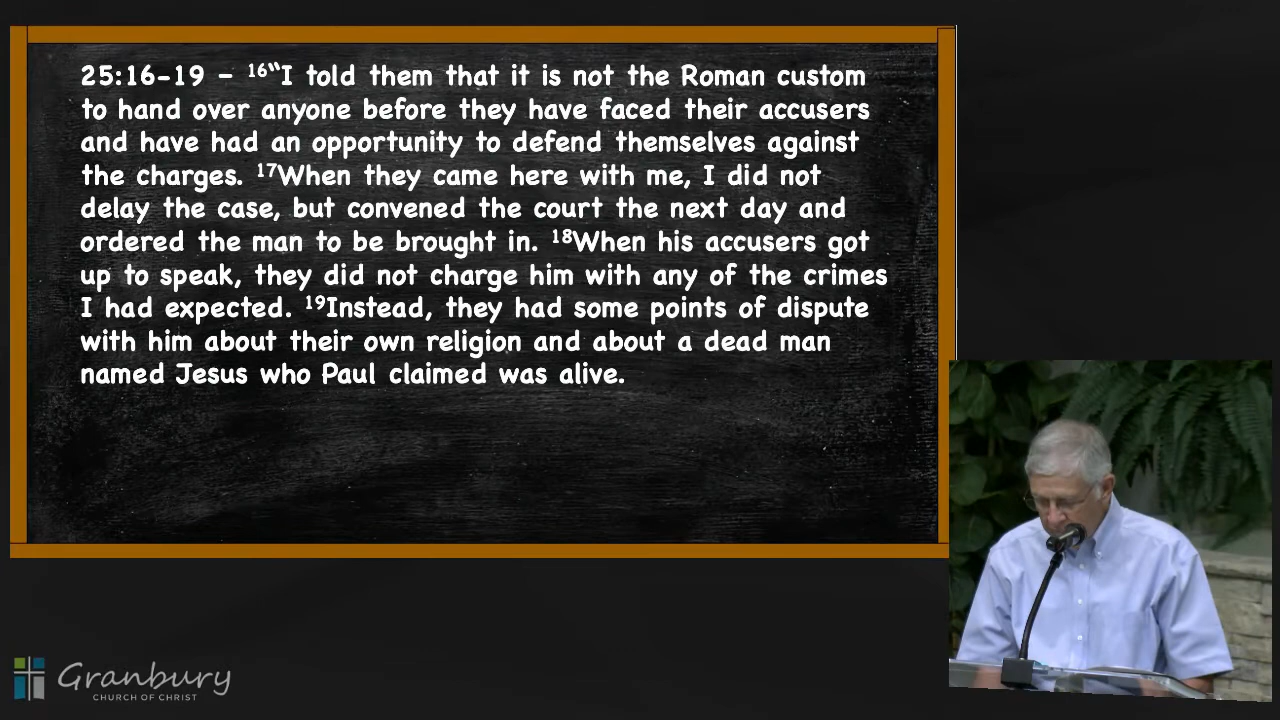 25:16-19 – ¹⁶“I told them that it is not the Roman custom
to hand over anyone before they have faced their accusers
and have had an opportunity to defend themselves against
the charges. ¹⁷When they came here with me, I did not
delay the case, but convened the court the next day and
ordered the man to be brought in. ¹⁸When his accusers got
up to speak, they did not charge him with any of the crimes
I had expected. ¹⁹Instead, they had some points of dispute
with him about their own religion and about a dead man
named Jesus who Paul claimed was alive.
Granbury
CHURCH OF CHRIST